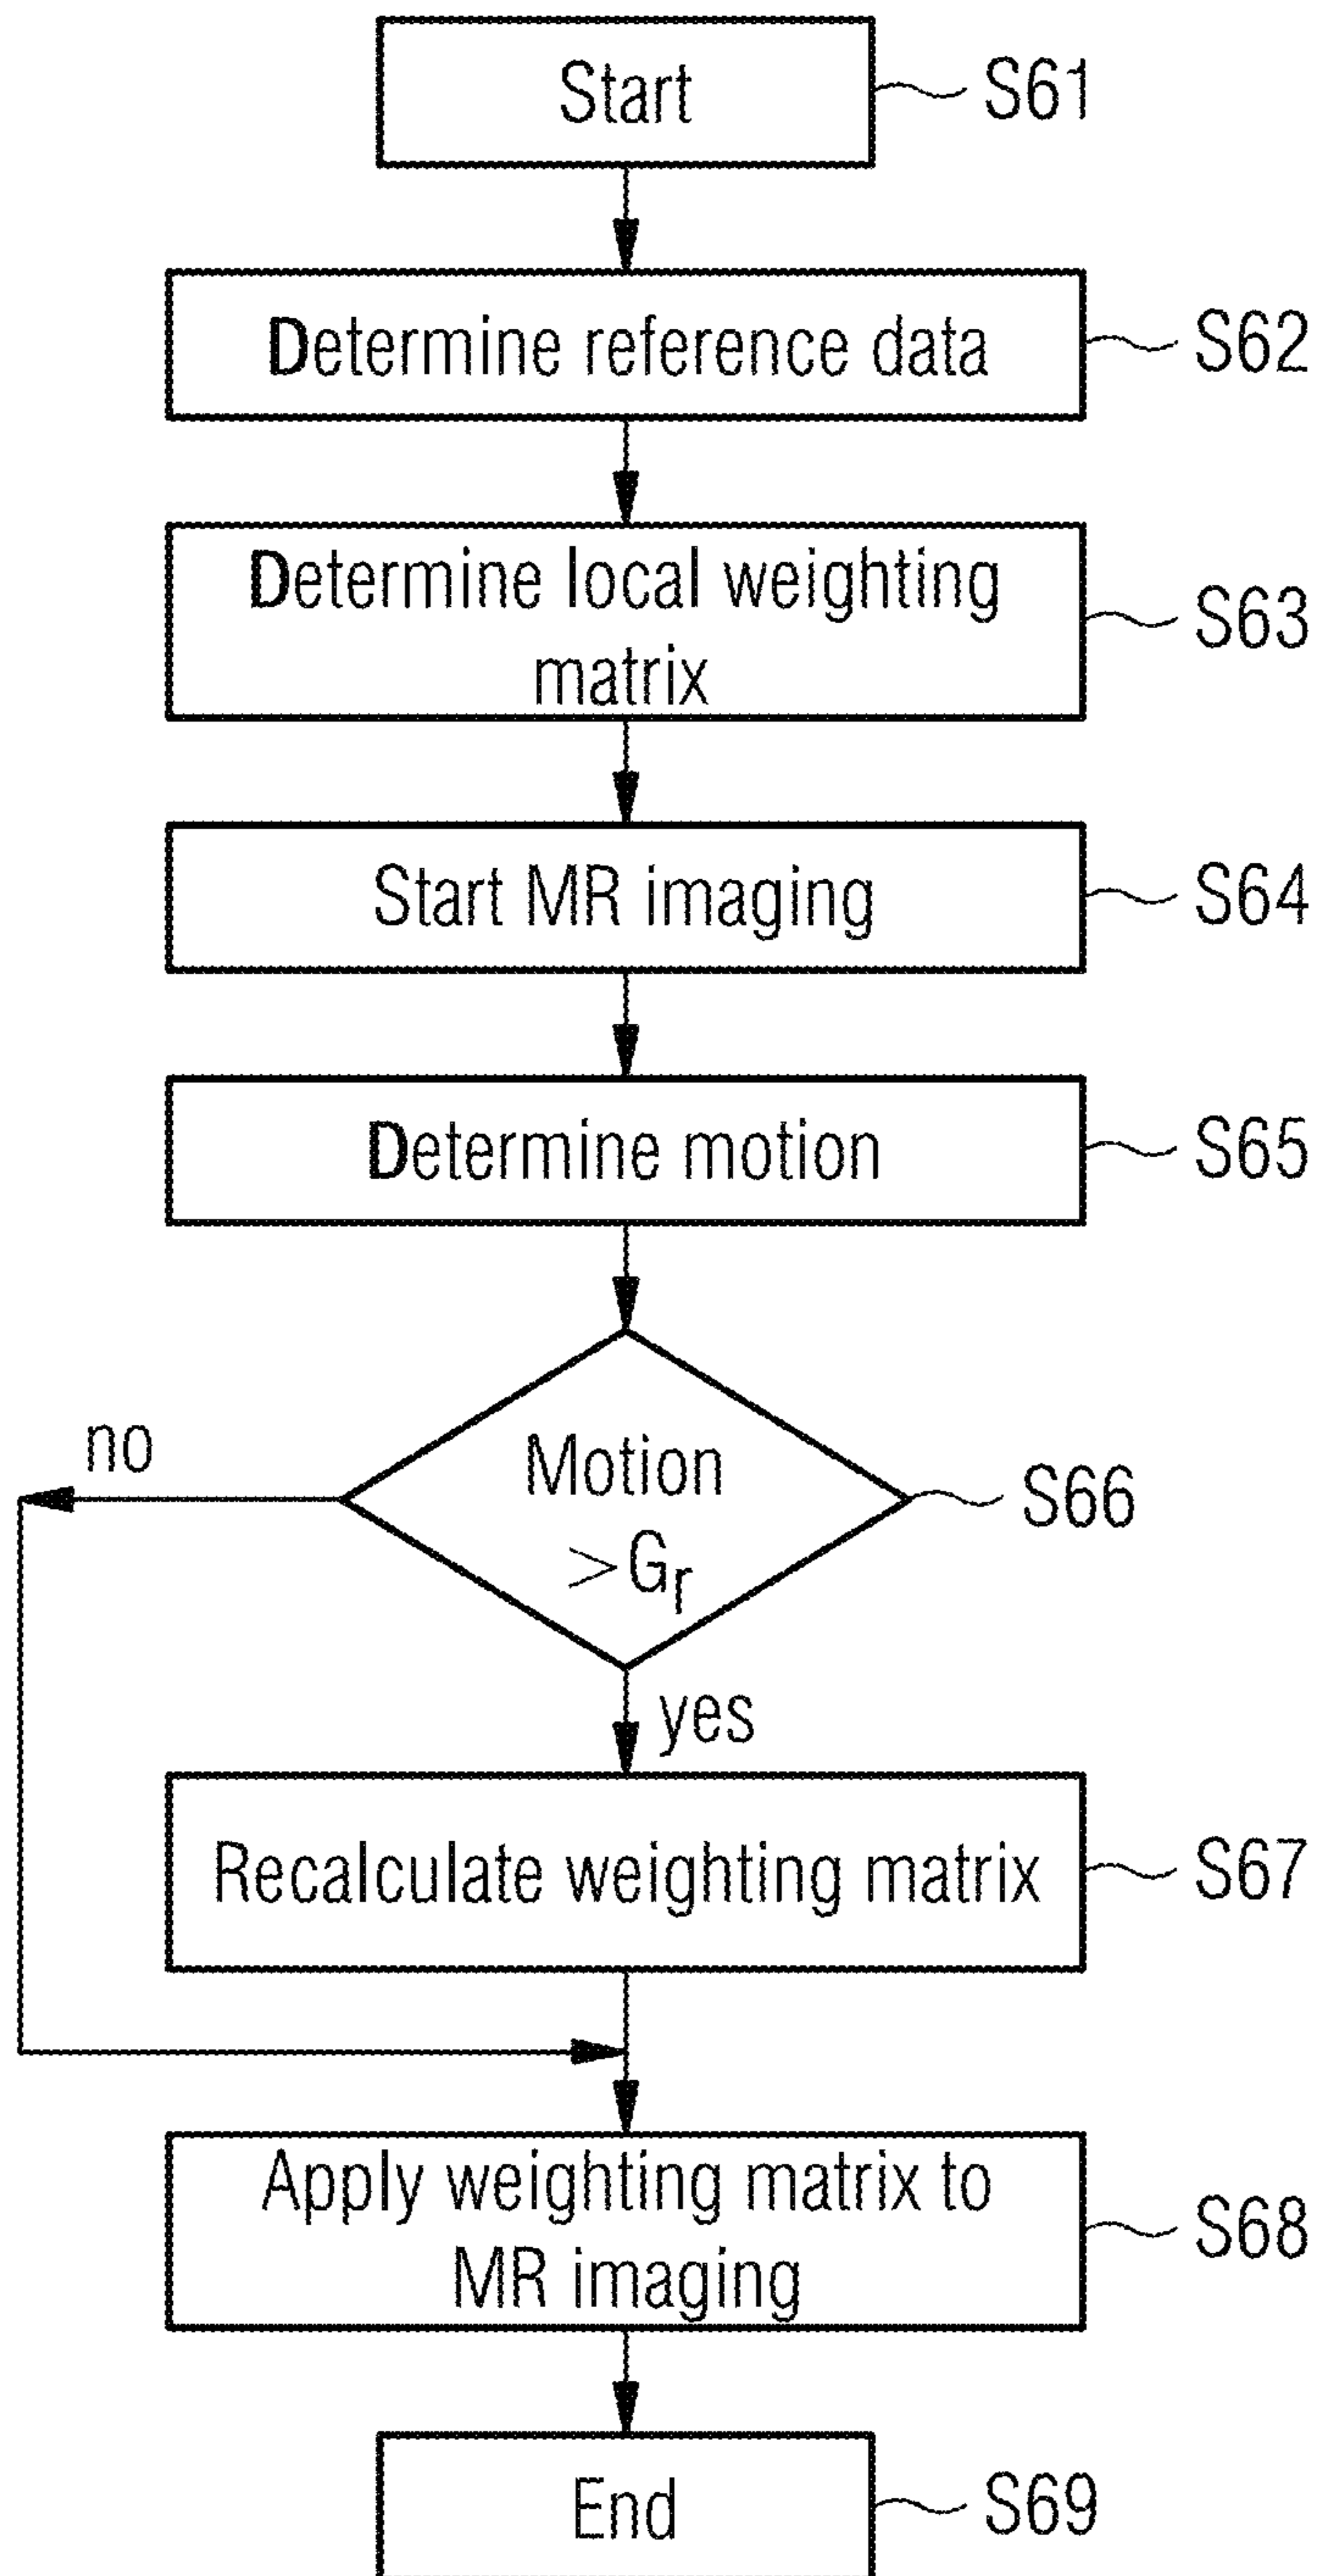 Start
S61
Determine reference data
S62
Determine local weighting
matrix
S63
Start MR imaging
S64
Determine motion
S65
no
Motion
>Gr
S66
yes
Recalculate weighting matrix
S67
Apply weighting matrix to
MR imaging
S68
End
S69